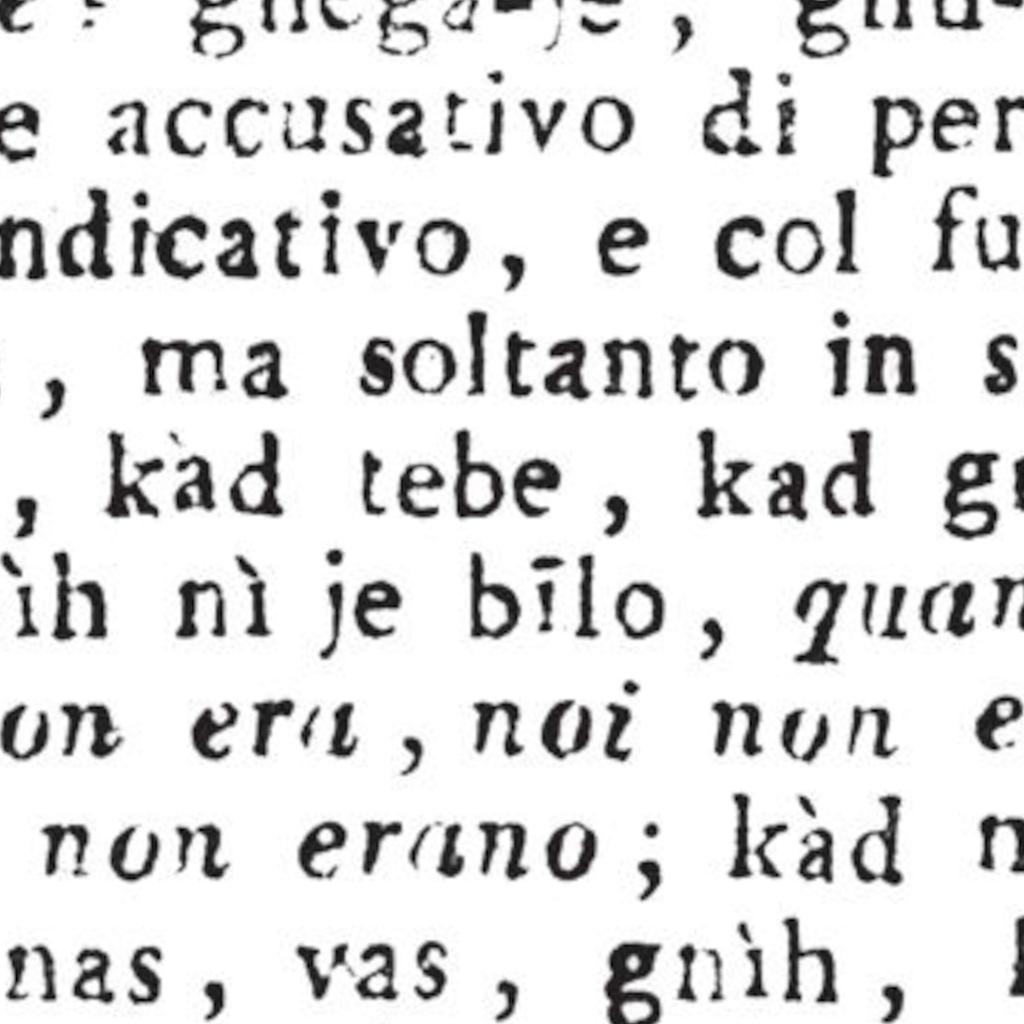 ghega-je, gnu-
e accusativo di per
ndicativo, e col fu
, ma soltanto in s
, kàd tebe, kad g
ìh nì je bīlo, quan
on era, noi non e
non erano; kàd
nas, vas, gnìh,